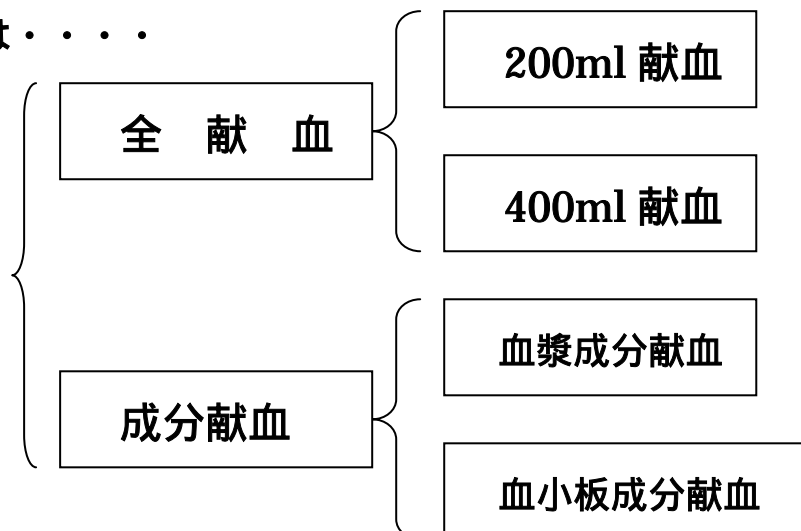 は・・・・
200ml 献血
全　献　血
400ml 献血
血漿成分献血
成分献血
血小板成分献血